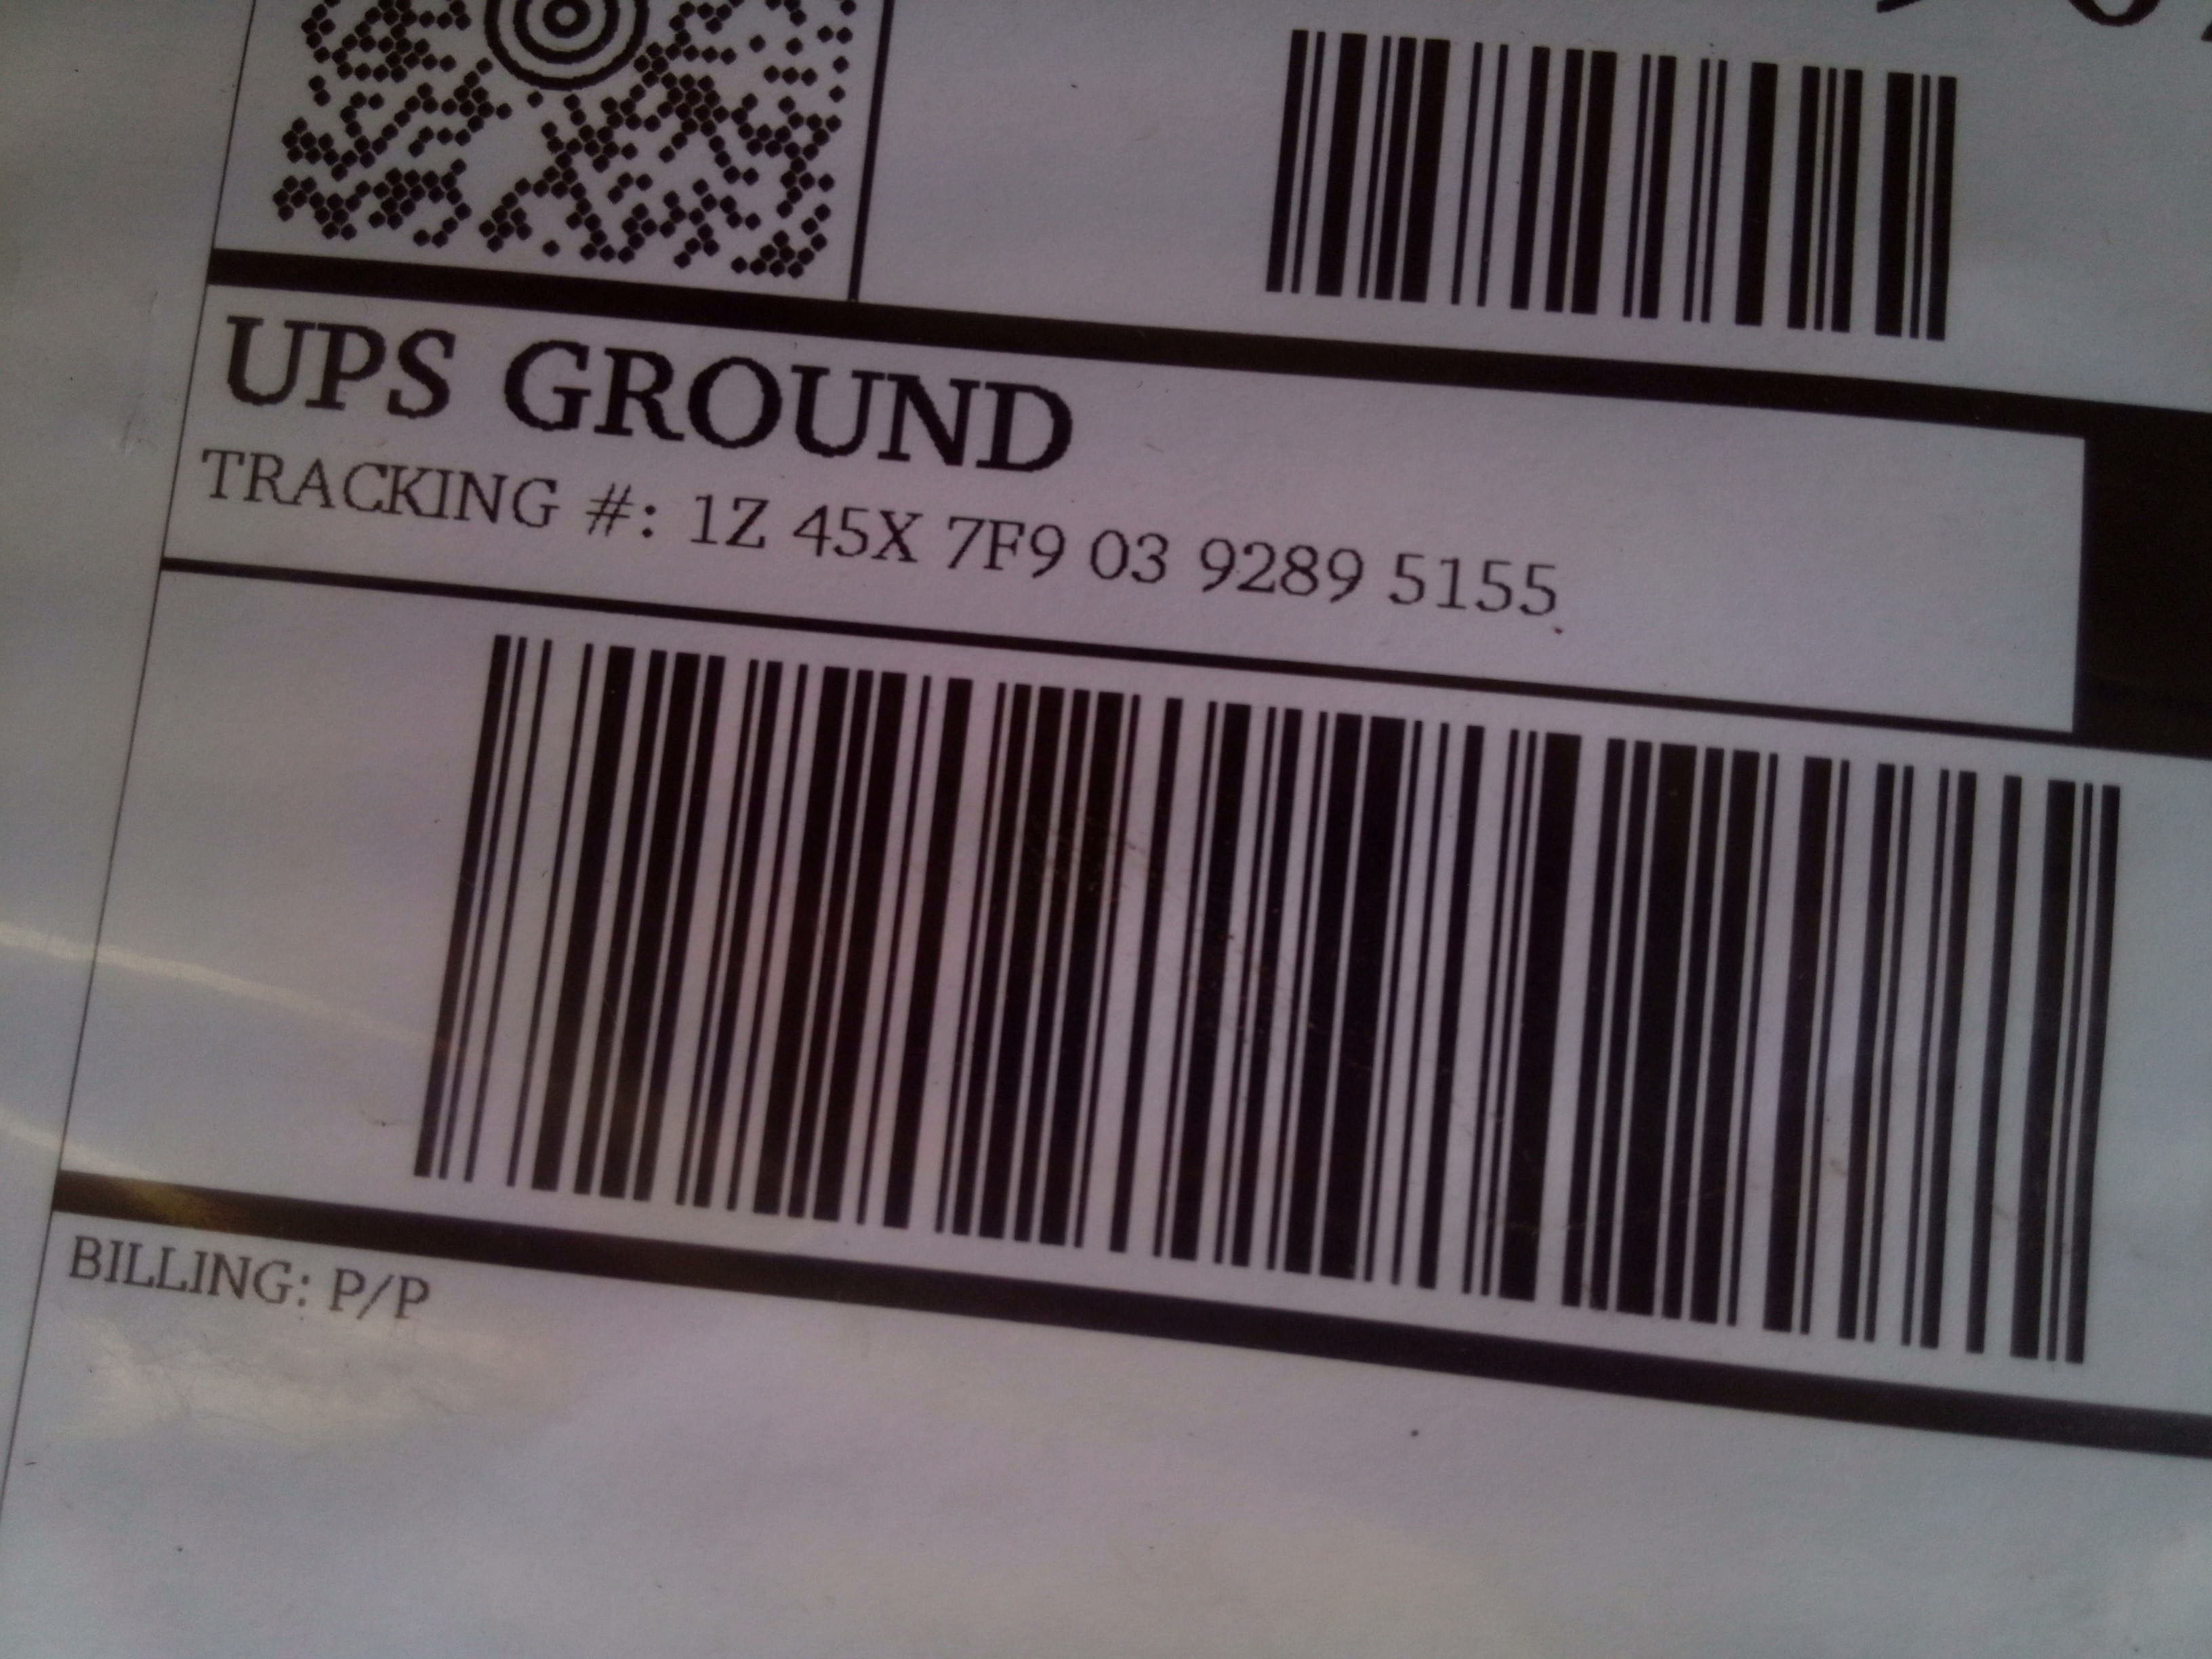 UPS GROUND
TRACKING #: 1Z 45X 7F9 03 9289 5155
BILLING: P/P